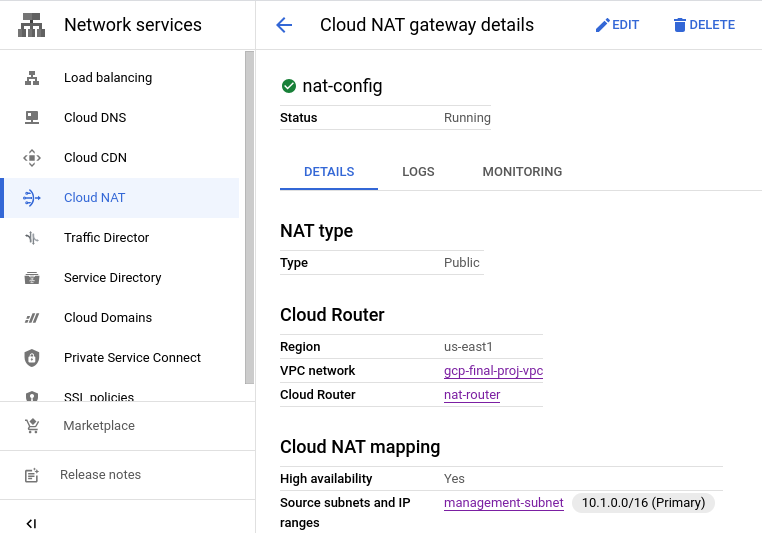 Network services
Cloud NAT gateway details
EDIT
DELETE
Load balancing
Cloud DNS
Cloud CDN
Cloud NAT
Traffic Director
Service Directory
Cloud Domains
Private Service Connect
SSL policies
Marketplace
Release notes
nat-config
Status Running
DETAILS LOGS MONITORING
NAT type
Type Public
Cloud Router
Region us-east1
VPC network gcp-final-proj-vpc
Cloud Router nat-router
Cloud NAT mapping
High availability Yes
Source subnets and IP management-subnet 10.1.0.0/16 (Primary)
ranges